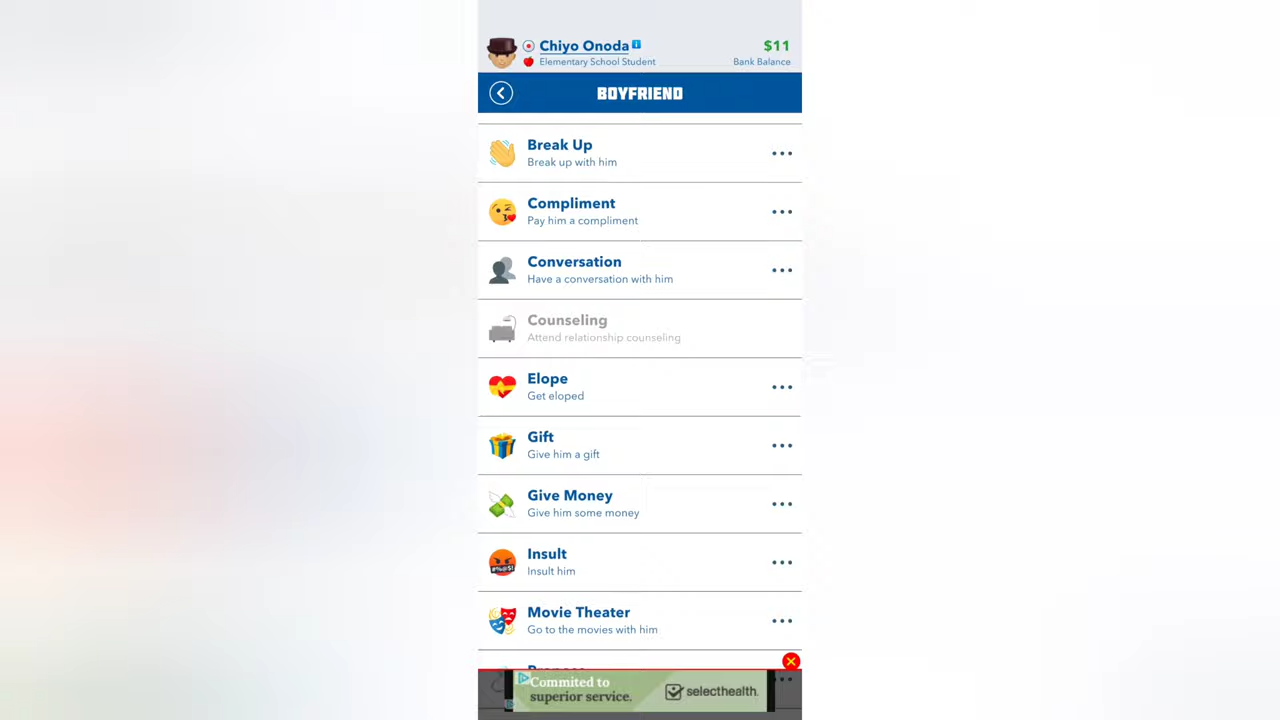 Chiyo Onoda
$11
Elementary School Student
Bank Balance
BOYFRIEND
Break Up
Break up with him
Compliment
Pay him a compliment
Conversation
Have a conversation with him
Counseling
Attend relationship counseling
Elope
Get eloped
Gift
Give him a gift
Give Money
Give him some money
Insult
Insult him
Movie Theater
Go to the movies with him
Commited to
superior service.
selecthealth.